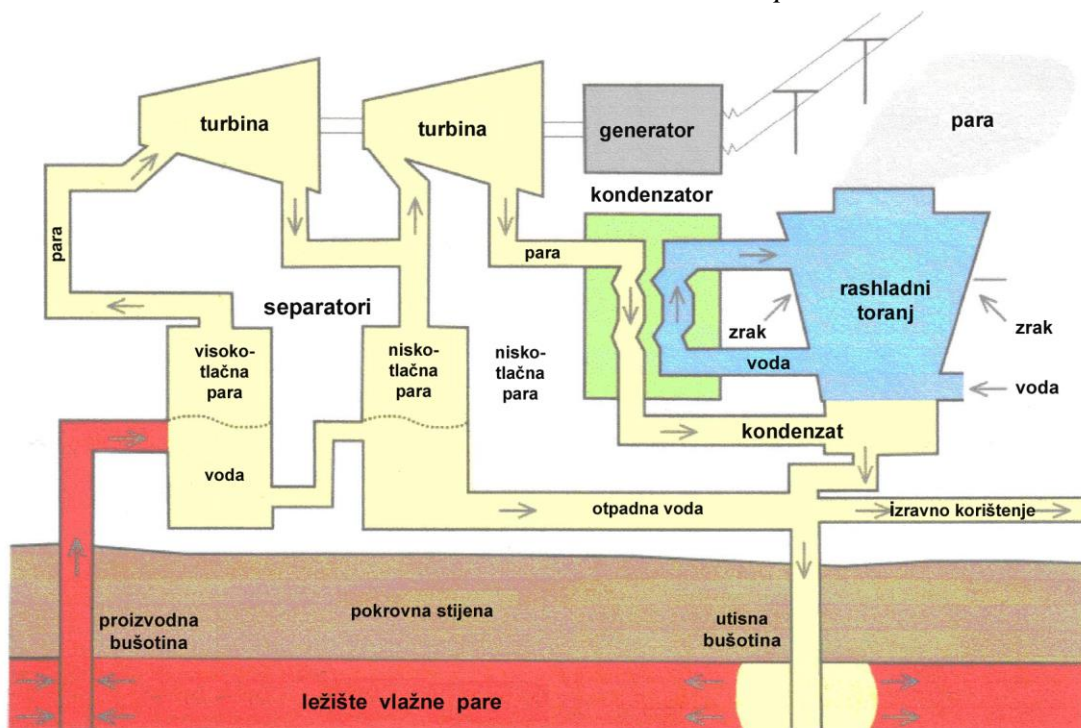 turbina
turbina
generator
para
kondenzator
para
para
separatori
rashladni
toranj
zrak
zrak
visoko-
tlačna
para
nisko-
tlačna
para
nisko-
tlačna
para
voda
voda
kondenzat
voda
otpadna voda
izravno korištenje
proizvodna
bušotina
pokrovna stijena
utisna
bušotina
ležište vlažne pare